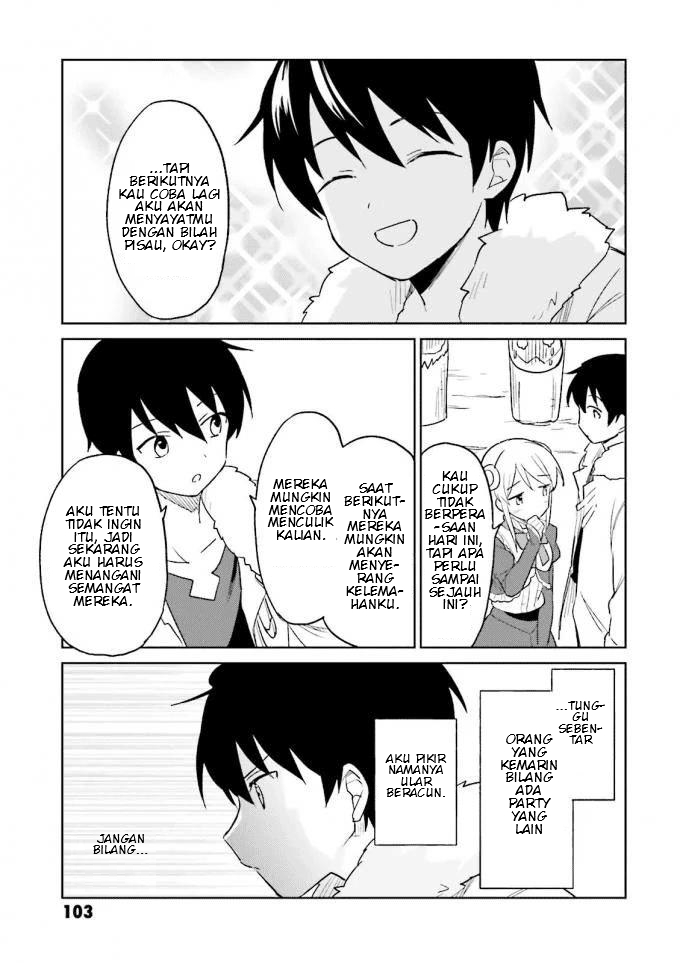 ...TAPI
BERIKUTNYA
KAU COBA LAGI
AKU AKAN
MENYAYATMU
DENGAN BILAH
PISAU, OKAY?
KAU
CUKUP
TIDAK
BERPERA-
-SAAN
HARI INI,
TAPI APA
PERLU
SAMPAI
SEJAUH
INI?
SAAT
BERIKUT-
NYA
MEREKA
MUNGKIN
AKAN
MENYE-
RANG
KELEMA-
HANKU.
MEREKA
MUNGKIN
MENCOBA
MENCULIK
KALIAN.
AKU TENTU
TIDAK INGIN
ITU, JADI
SEKARANG
AKU HARUS
MENANGANI
SEMANGAT
MEREKA.
...TUNG-
GU
SEBEN-
TAR
ORANG
YANG
KEMARIN
BILANG
ADA
PARTY
YANG
LAIN
AKU PIKIR
NAMANYA
ULAR
BERACUN.
JANGAN
BILANG...
103